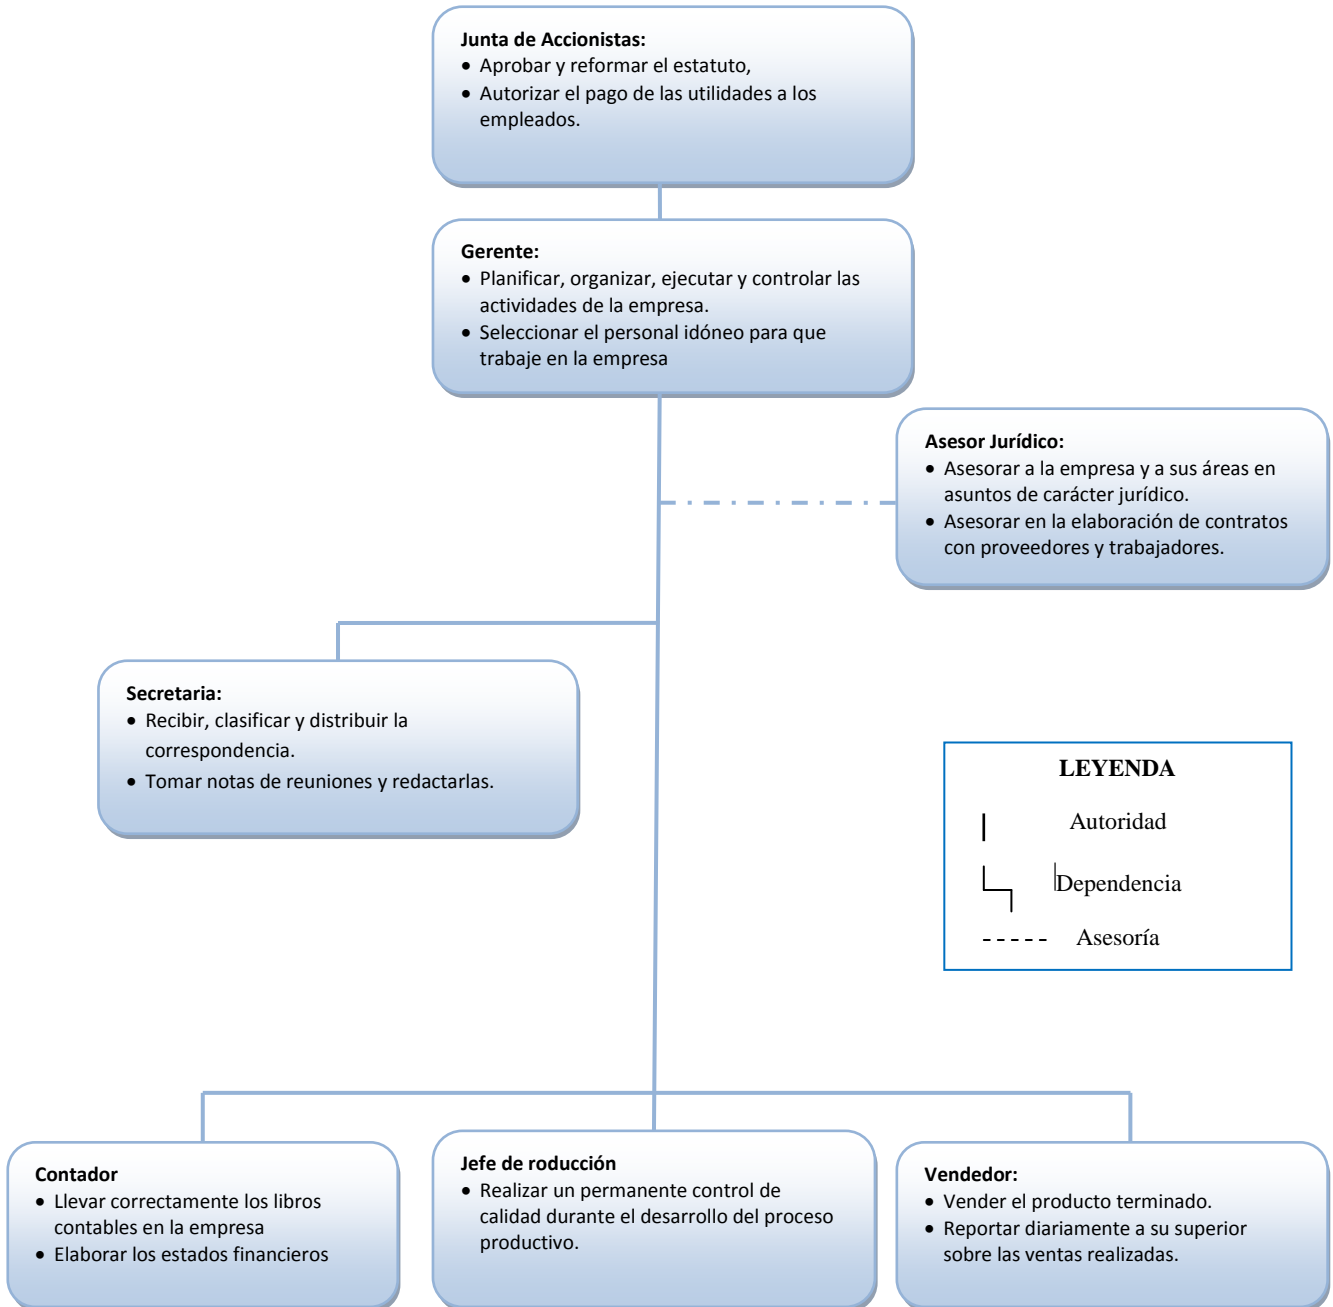 Junta de Accionistas:
• Aprobar y reformar el estatuto,
• Autorizar el pago de las utilidades a los
empleados.
Gerente:
• Planificar, organizar, ejecutar y controlar las
actividades de la empresa.
• Seleccionar el personal idóneo para que
trabaje en la empresa
Asesor Jurídico:
• Asesorar a la empresa y a sus áreas en
asuntos de carácter jurídico.
• Asesorar en la elaboración de contratos
con proveedores y trabajadores.
Secretaria:
• Recibir, clasificar y distribuir la
correspondencia.
• Tomar notas de reuniones y redactarlas.
LEYENDA
Autoridad
Dependencia
Asesoría
Contador
• Llevar correctamente los libros
contables en la empresa
• Elaborar los estados financieros
Jefe de roducción
• Realizar un permanente control de
calidad durante el desarrollo del proceso
productivo.
Vendedor:
• Vender el producto terminado.
• Reportar diariamente a su superior
sobre las ventas realizadas.